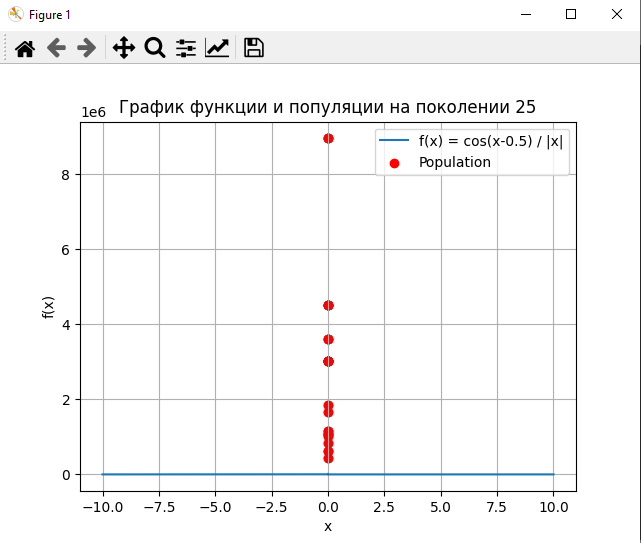 Figure 1
График функции и популяции на поколении 25
1e6
f(x) = cos(x-0.5) / |x|
Population
8
6
4
2
0
f(x)
−10.0 −7.5 −5.0 −2.5 0.0 2.5 5.0 7.5 10.0
x